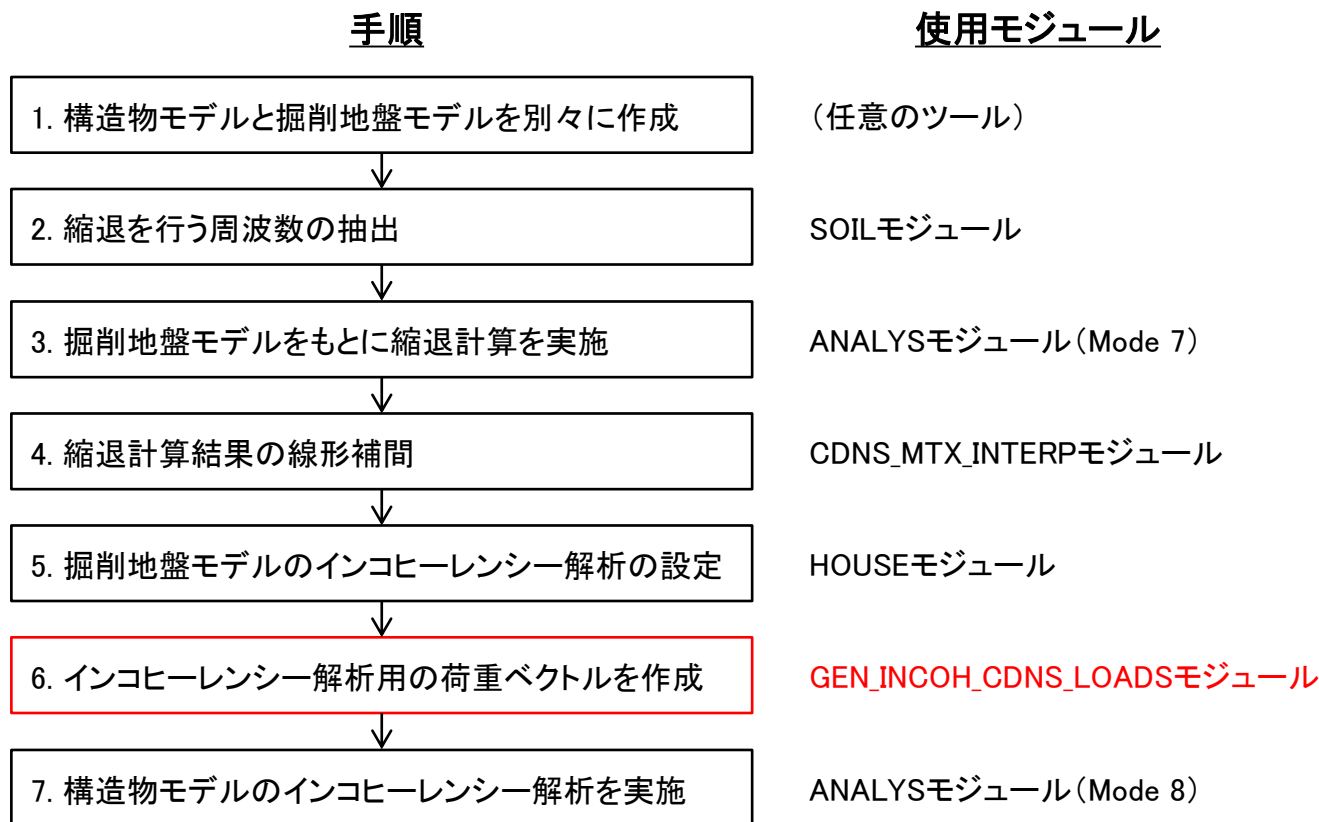 手順
使用モジュール
1. 構造物モデルと掘削地盤モデルを別々に作成
（任意のツール）
2. 縮退を行う周波数の抽出
SOILモジュール
3. 掘削地盤モデルをもとに縮退計算を実施
ANALYSモジュール（Mode 7）
4. 縮退計算結果の線形補間
CDNS_MTX_INTERPモジュール
5. 掘削地盤モデルのインコヒーレンシー解析の設定
HOUSEモジュール
6. インコヒーレンシー解析用の荷重ベクトルを作成
GEN_INCOH_CDNS_LOADSモジュール
7. 構造物モデルのインコヒーレンシー解析を実施
ANALYSモジュール（Mode 8）